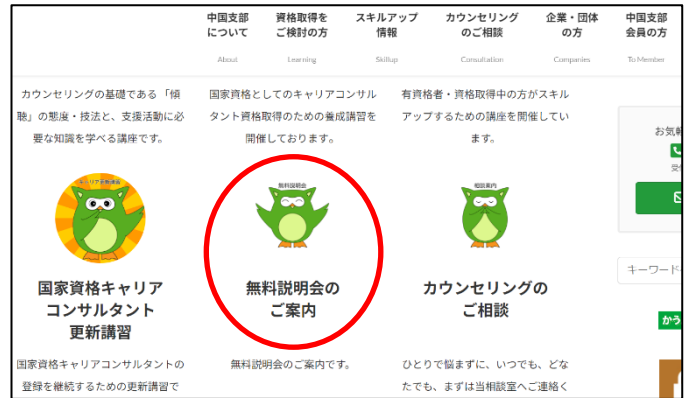 中国支部
について
About
資格取得を
ご検討の方
Learning
スキルアップ
情報
Skillup
カウンセリング
のご相談
Consultation
企業・団体
の方
Companies
中国支部
会員の方
To Member
カウンセリングの基礎である「傾
聴」の態度・技法と、支援活動に必
要な知識を学べる講座です。
国家資格としてのキャリアコンサル
タント資格取得のための養成講習を
開催しております。
有資格者・資格取得中の方がスキル
アップするための講座を開催してい
ます。
お気軽
キャリア更新講習
無料説明会
相談案内
国家資格キャリア
コンサルタント
更新講習
無料説明会の
ご案内
カウンセリングの
ご相談
キーワード
かう
国家資格キャリアコンサルタントの
登録を継続するための更新講習で
無料説明会のご案内です。
ひとりで悩まずに、いつでも、どな
たでも、まずは当相談室へご連絡く